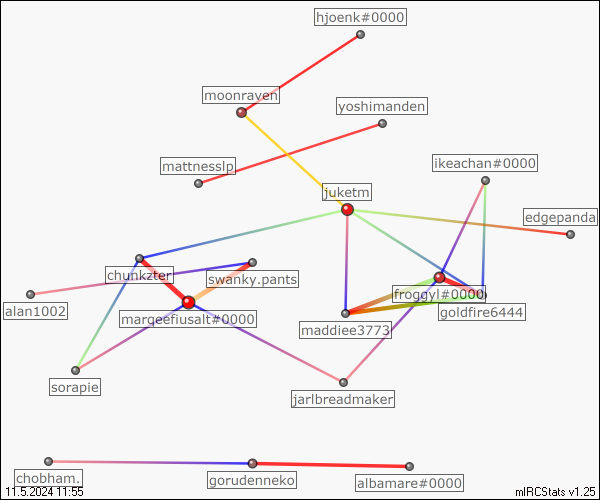 hjoenk#0000
moonraven
yoshimanden
ikeachan#0000
mattnesslp
juketm
edgepanda
chunkzter
swanky.pants
froggyl#0000
alan1002
margeefiusalt#0000
goldfire6444
maddiee3773
sorapie
jarlbreadmaker
chobham.
gorudenneko
albamare#0000
11.5.2024 11:55
mIRCStats v1.25